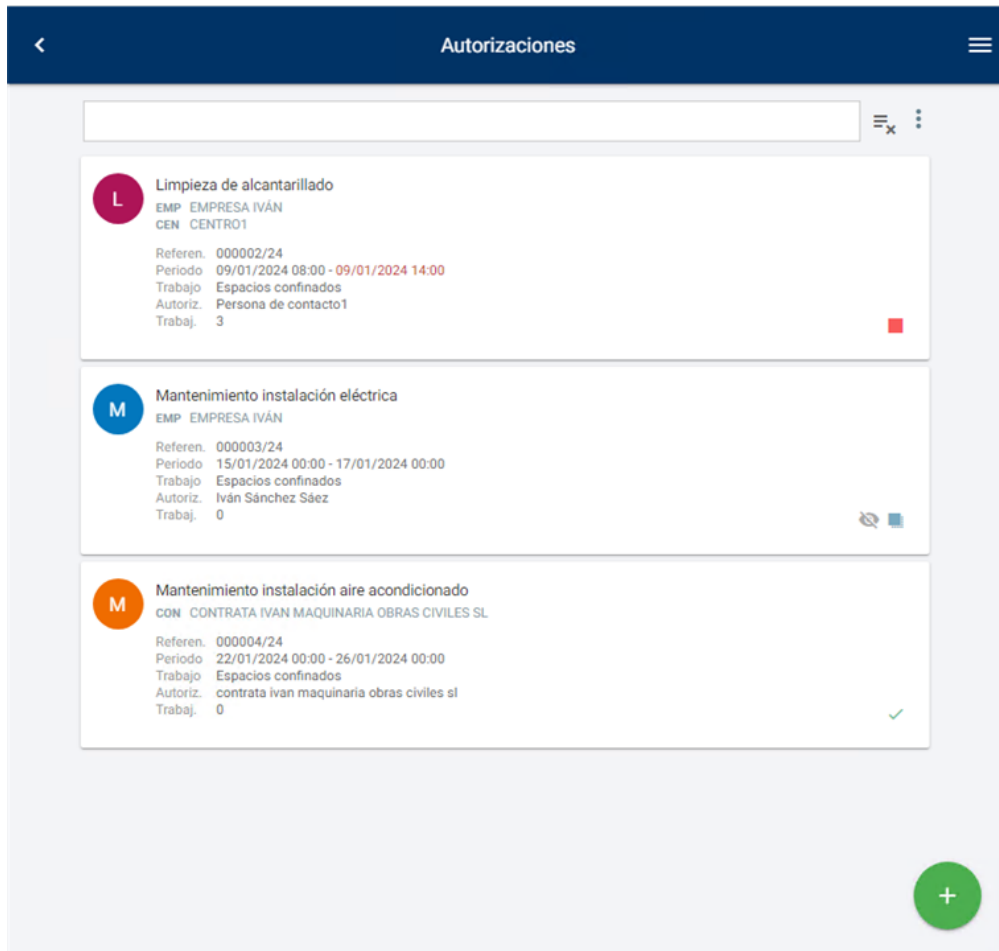 Autorizaciones
L
Limpieza de alcantarillado
EMP EMPRESA IVÁN
CEN CENTRO1
Referen. 000002/24
Periodo 09/01/2024 08:00 - 09/01/2024 14:00
Trabajo Espacios confinados
Autoriz. Persona de contacto1
Trabaj. 3
M
Mantenimiento instalación eléctrica
EMP EMPRESA IVÁN
Referen. 000003/24
Periodo 15/01/2024 00:00 - 17/01/2024 00:00
Trabajo Espacios confinados
Autoriz. Iván Sánchez Sáez
Trabaj. 0
M
Mantenimiento instalación aire acondicionado
CON CONTRATA IVAN MAQUINARIA OBRAS CIVILES SL
Referen. 000004/24
Periodo 22/01/2024 00:00 - 26/01/2024 00:00
Trabajo Espacios confinados
Autoriz. contrata ivan maquinaria obras civiles sl
Trabaj. 0